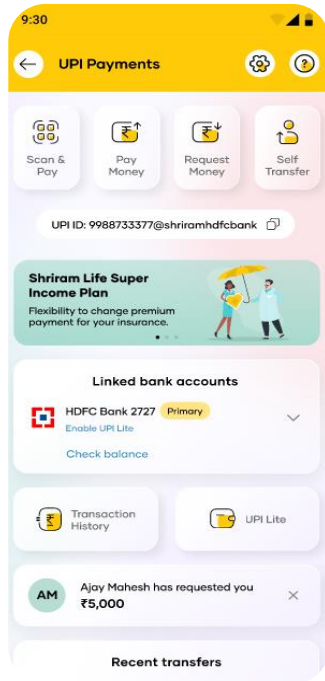 9:30
UPI Payments
Scan &
Pay
Pay
Money
Request
Money
Self
Transfer
UPI ID: 9988733377@shriramhdfcbank
Shriram Life Super
Income Plan
Flexibility to change premium
payment for your insurance.
Linked bank accounts
HDFC Bank 2727 Primary
Enable UPI Lite
Check balance
Transaction
History
UPI Lite
AM
Ajay Mahesh has requested you
₹5,000
Recent transfers